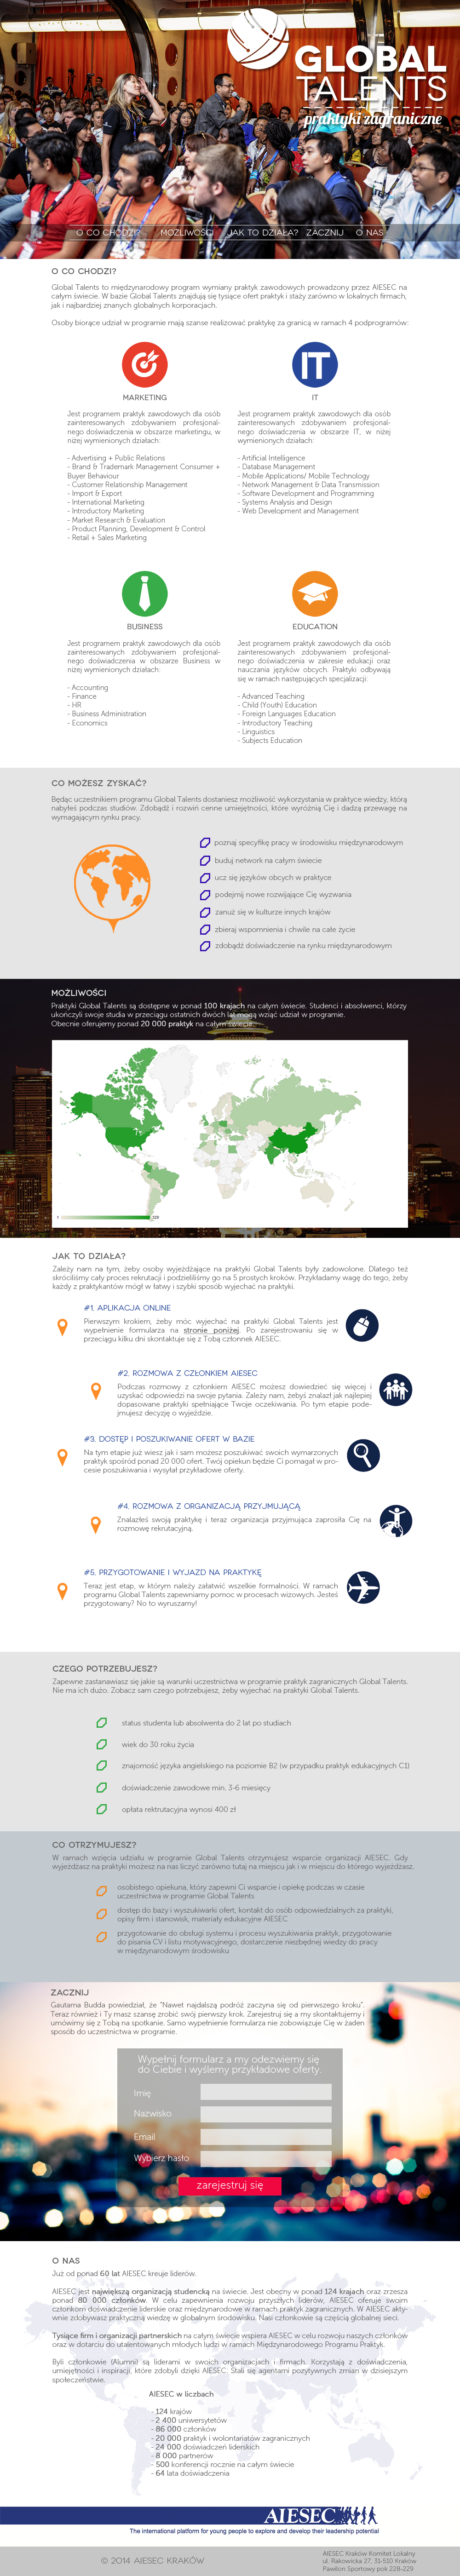 GLOBAL
TALENTS
praktyki zagraniczne
O CO CHODZI?
MOŻLIWOŚCI
JAK TO DZIAŁA?
ZACZNIJ
O NAS
O CO CHODZI?
Global Talents to międzynarodowy program wymiany praktyk zawodowych prowadzony przez AIESEC na
całym świecie. W bazie Global Talents znajdują się tysiące ofert praktyk i staży zarówno w lokalnych firmach,
jak i najbardziej znanych globalnych korporacjach.
Osoby biorące udział w programie mają szanse realizować praktykę za granicą w ramach 4 podprogramów:
MARKETING
Jest programem praktyk zawodowych dla osób
zainteresowanych zdobywaniem profesjonal-
nego doświadczenia w obszarze marketingu, w
niżej wymienionych działach:
- Advertising + Public Relations
- Brand & Trademark Management Consumer +
Buyer Behaviour
- Customer Relationship Management
- Import & Export
- International Marketing
- Introductory Marketing
- Market Research & Evaluation
- Product Planning, Development & Control
- Retail + Sales Marketing
IT
IT
Jest programem praktyk zawodowych dla osób
zainteresowanych zdobywaniem profesjonal-
nego doświadczenia w obszarze IT, w niżej
wymienionych działach:
- Artificial Intelligence
- Database Management
- Mobile Applications/ Mobile Technology
- Network Management & Data Transmission
- Software Development and Programming
- Systems Analysis and Design
- Web Development and Management
BUSINESS
Jest programem praktyk zawodowych dla osób
zainteresowanych zdobywaniem profesjonal-
nego doświadczenia w obszarze Business w
niżej wymienionych działach:
- Accounting
- Finance
- HR
- Business Administration
- Economics
EDUCATION
Jest programem praktyk zawodowych dla osób
zainteresowanych zdobywaniem profesjonal-
nego doświadczenia w zakresie edukacji oraz
nauczania języków obcych. Praktyki odbywają
się w ramach następujących specjalizacji:
- Advanced Teaching
- Child (Youth) Education
- Foreign Languages Education
- Introductory Teaching
- Linguistics
- Subjects Education
CO MOŻESZ ZYSKAĆ?
Będąc uczestnikiem programu Global Talents dostaniesz możliwość wykorzystania w praktyce wiedzy, którą
nabyłeś podczas studiów. Zdobądź i rozwiń cenne umiejętności, które wyróżnią Cię i dadzą przewagę na
wymagającym rynku pracy.
poznaj specyfikę pracy w środowisku międzynarodowym
buduj network na całym świecie
ucz się języków obcych w praktyce
podejmij nowe rozwijające Cię wyzwania
zanuż się w kulturze innych krajów
zbieraj wspomnienia i chwile na całe życie
zdobądź doświadczenie na rynku międzynarodowym
MOŻLIWOŚCI
Praktyki Global Talents są dostępne w ponad 100 krajach na całym świecie. Studenci i absolwenci, którzy
ukończyli swoje studia w przeciągu ostatnich dwóch lat mogą wziąć udział w programie.
Obecnie oferujemy ponad 20 000 praktyk na całym świecie.
JAK TO DZIAŁA?
Zależy nam na tym, żeby osoby wyjeżdżające na praktyki Global Talents były zadowolone. Dlatego też
skróciliśmy cały proces rekrutacji i podzieliliśmy go na 5 prostych kroków. Przykładamy wagę do tego, żeby
każdy z praktykantów mógł w łatwy i szybki sposób wyjechać na praktyki.
#1. APLIKACJA ONLINE
Pierwszym krokiem, żeby móc wyjechać na praktyki Global Talents jest
wypełnienie formularza na stronie poniżej. Po zarejestrowaniu się w
przeciągu kilku dni skontaktuje się z Tobą członek AIESEC.
#2. ROZMOWA Z CZŁONKIEM AIESEC
Podczas rozmowy z członkiem AIESEC możesz dowiedzieć się więcej i
uzyskać odpowiedzi na swoje pytania. Zależy nam, żebyś znalazł jak najlepiej
dopasowane praktyki spełniające Twoje oczekiwania. Po tym etapie pode-
jmujesz decyzję o wyjeździe.
#3. DOSTĘP I POSZUKIWANIE OFERT W BAZIE
Na tym etapie już wiesz jak i sam możesz poszukiwać swoich wymarzonych
praktyk spośród ponad 20 000 ofert. Twój opiekun będzie Ci pomagał w pro-
cesie poszukiwania i wysyłał przykładowe oferty.
#4. ROZMOWA Z ORGANIZACJĄ PRZYJMUJĄCĄ
Znalazłeś swoją praktykę i teraz organizacja przyjmująca zaprosiła Cię na
rozmowę rekrutacyjną.
#5. PRZYGOTOWANIE I WYJAZD NA PRAKTYKĘ
Teraz jest etap, w którym należy załatwić wszelkie formalności. W ramach
programu Global Talents zapewniamy pomoc w procesach wizowych. Jesteś
przygotowany? No to wyruszamy!
CZEGO POTRZEBUJESZ?
Zapewne zastanawiasz się jakie są warunki uczestnictwa w programie praktyk zagranicznych Global Talents.
Nie ma ich dużo. Zobacz sam czego potrzebujesz, żeby wyjechać na praktyki Global Talents.
status studenta lub absolwenta do 2 lat po studiach
wiek do 30 roku życia
znajomość języka angielskiego na poziomie B2 (w przypadku praktyk edukacyjnych C1)
doświadczenie zawodowe min. 3-6 miesięcy
opłata rektrutacyjna wynosi 400 zł
CO OTRZYMUJESZ?
W ramach wzięcia udziału w programie Global Talents otrzymujesz wsparcie organizacji AIESEC. Gdy
wyjeżdżasz na praktyki możesz na nas liczyć zarówno tutaj na miejscu jak i w miejscu do którego wyjeżdżasz.
osobistego opiekuna, który zapewni Ci wsparcie i opiekę podczas w czasie
uczestnictwa w programie Global Talents
dostęp do bazy i wyszukiwarki ofert, kontakt do osób odpowiedzialnych za praktyki,
opisy firm i stanowisk, materiały edukacyjne AIESEC
przygotowanie do obsługi systemu i procesu wyszukiwania praktyk, przygotowanie
do pisania CV i listu motywacyjnego, dostarczenie niezbędnej wiedzy do pracy
w międzynarodowym środowisku
ZACZNIJ
Gautama Budda powiedział, że "Nawet najdalszą podróż zaczyna się od pierwszego kroku".
Teraz również i Ty masz szansę zrobić swój pierwszy krok. Zarejestruj się a my skontaktujemy i
umówimy się z Tobą na spotkanie. Samo wypełnienie formularza nie zobowiązuje Cię w żaden
sposób do uczestnictwa w programie.
Wypełnij formularz a my odezwiemy się
do Ciebie i wyślemy przykładowe oferty.
Imię
Nazwisko
Email
Wybierz hasło
zarejestruj się
O NAS
Już od ponad 60 lat AIESEC kreuje liderów.
AIESEC jest największą organizacją studencką na świecie. Jest obecny w ponad 124 krajach oraz zrzesza
ponad 80 000 członków. W celu zapewnienia rozwoju przyszłych liderów, AIESEC oferuje swoim
członkom doświadczenie liderskie oraz międzynarodowe w ramach praktyk zagranicznych. W AIESEC akty-
wnie zdobywasz praktyczną wiedzę w globalnym środowisku. Nasi członkowie są częścią globalnej sieci.
Tysiące firm i organizacji partnerskich na całym świecie wspiera AIESEC w celu rozwoju naszych członków
oraz w dotarciu do utalentowanych młodych ludzi w ramach Międzynarodowego Programu Praktyk.
Byli członkowie (Alumni) są liderami w swoich organizacjach i firmach. Korzystają z doświadczenia,
umiejętności i inspiracji, które zdobyli dzięki AIESEC. Stali się agentami pozytywnych zmian w dzisiejszym
społeczeństwie.
AIESEC w liczbach
- 124 krajów
- 2 400 uniwersytetów
- 86 000 członków
- 20 000 praktyk i wolontariatów zagranicznych
- 24 000 doświadczeń liderskich
- 8 000 partnerów
- 500 konferencji rocznie na całym świecie
- 64 lata doświadczenia
AIESEC
The international platform for young people to explore and develop their leadership potential
© 2014 AIESEC KRAKÓW
AIESEC Kraków Komitet Lokalny
ul. Rakowicka 27, 31-510 Kraków
Pawilon Sportowy pok 228-229